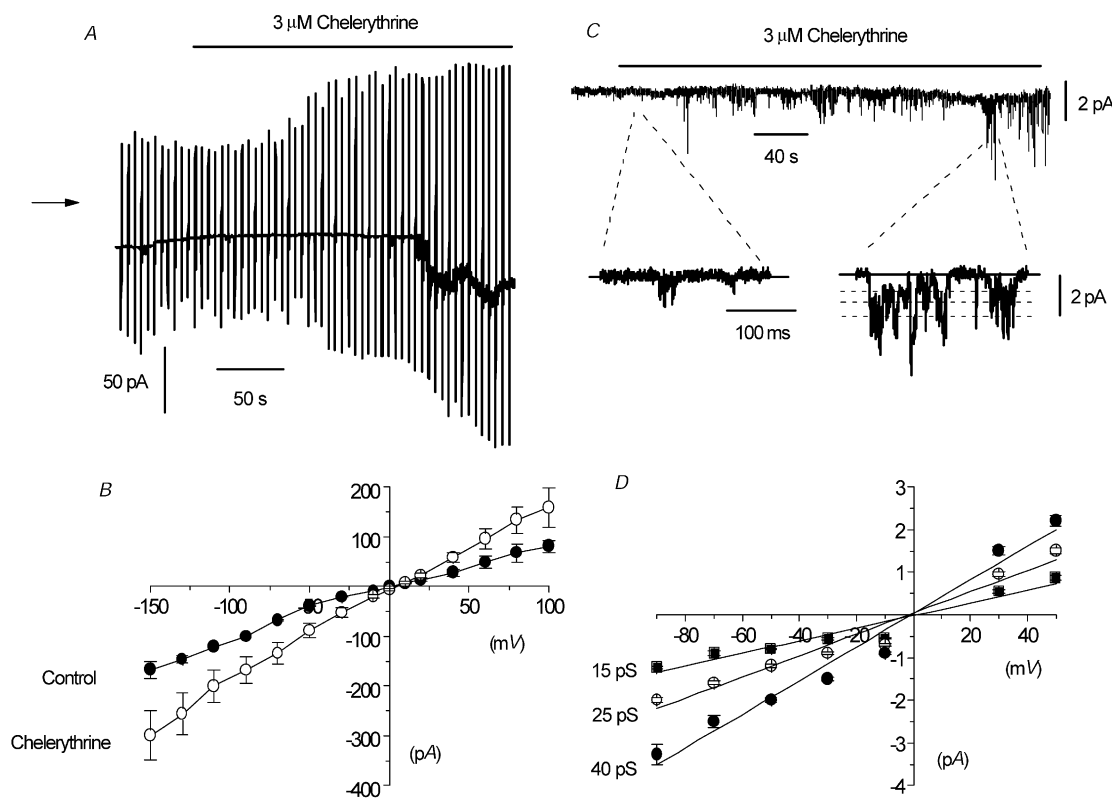 A
3 µM Chelerythrine
50 pA
50 s
C
3 µM Chelerythrine
2 pA
40 s
100 ms
2 pA
B
200
100
-150
-100
-50
50
100
(mV)
-100
-200
-300
-400
(pA)
Control
Chelerythrine
D
3
2
1
-80
-60
-40
-20
20
40
(mV)
-1
-2
-3
-4
(pA)
15 pS
25 pS
40 pS